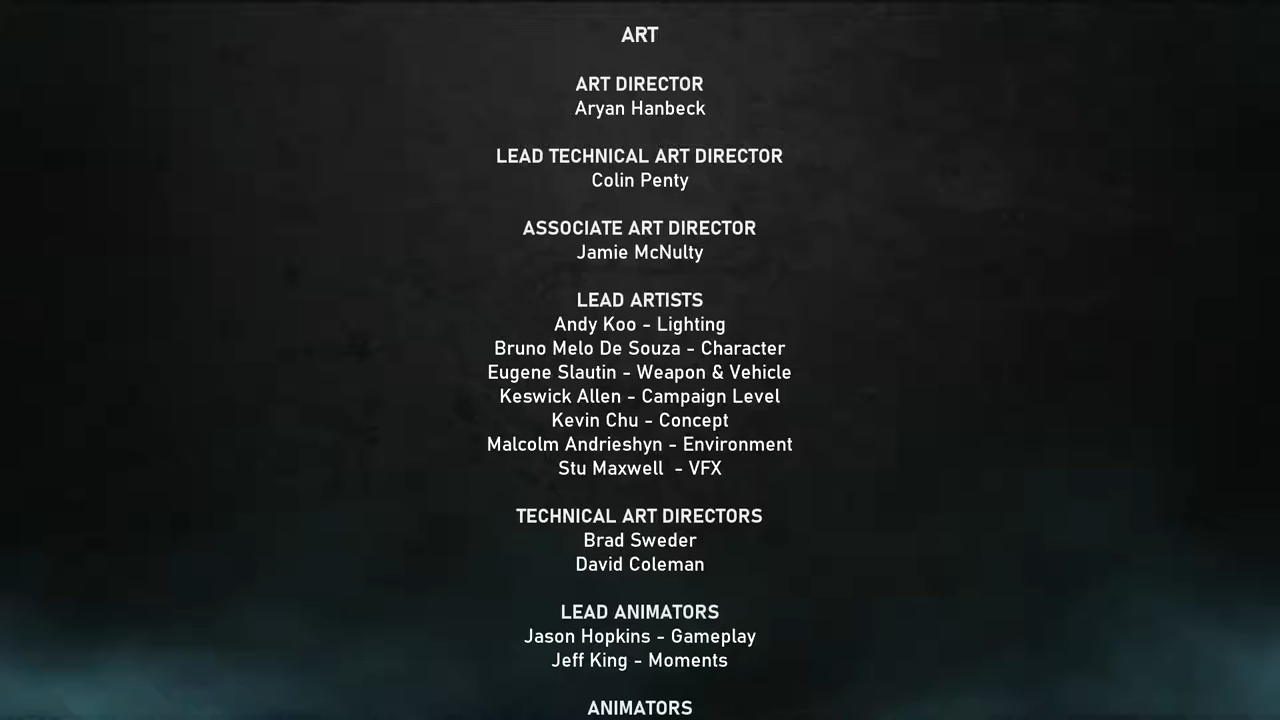 ART
ART DIRECTOR
Aryan Hanbeck
LEAD TECHNICAL ART DIRECTOR
Colin Penty
ASSOCIATE ART DIRECTOR
Jamie McNulty
LEAD ARTISTS
Andy Koo - Lighting
Bruno Melo De Souza - Character
Eugene Slautin - Weapon & Vehicle
Keswick Allen - Campaign Level
Kevin Chu - Concept
Malcolm Andrieshyn - Environment
Stu Maxwell  - VFX
TECHNICAL ART DIRECTORS
Brad Sweder
David Coleman
LEAD ANIMATORS
Jason Hopkins - Gameplay
Jeff King - Moments
ANIMATORS